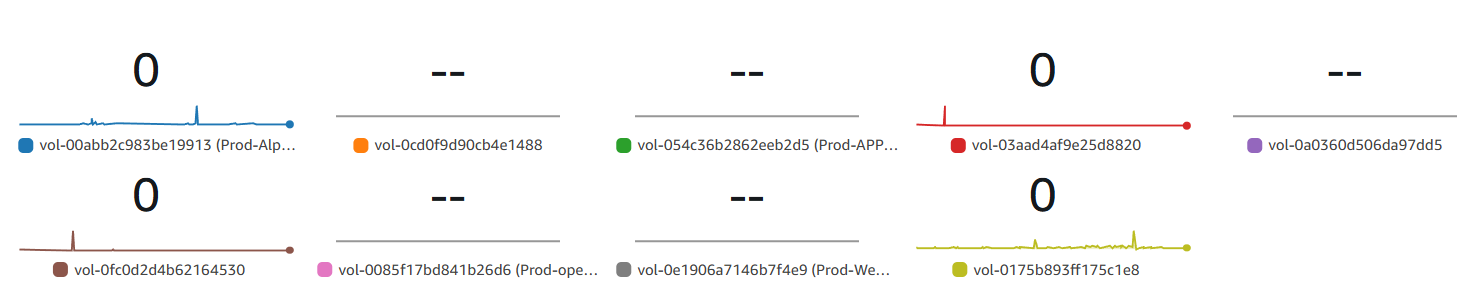 0 -- -- 0 --
vol-00abb2c983be19913 (Prod-Alp... vol-0cd0f9d90cb4e1488 vol-054c36b2862eeb2d5 (Prod-APP... vol-03aad4af9e25d8820 vol-0a0360d506da97dd5
0 -- -- 0
vol-0fc0d2d4b62164530 vol-0085f17bd841b26d6 (Prod-ope... vol-0e1906a7146b7f4e9 (Prod-We... vol-0175b893ff175c1e8